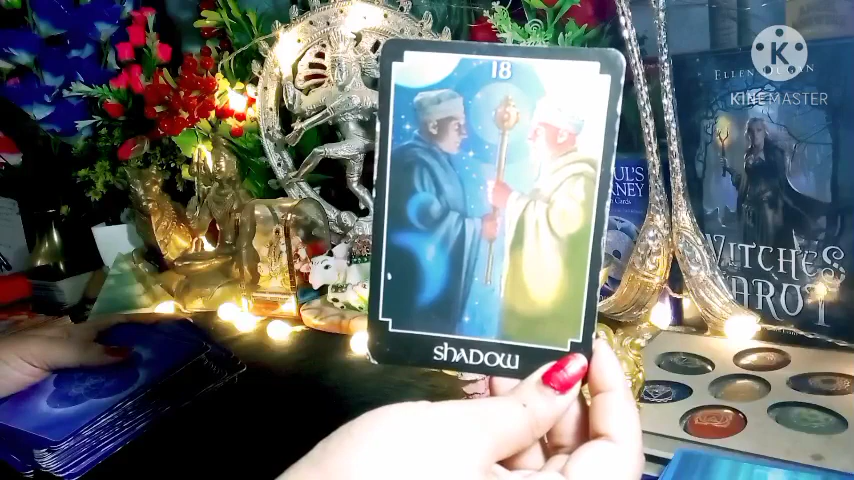 18
SHADOW
K
KINEMASTER
ELLEN DUGAN
WITCHES
TAROT